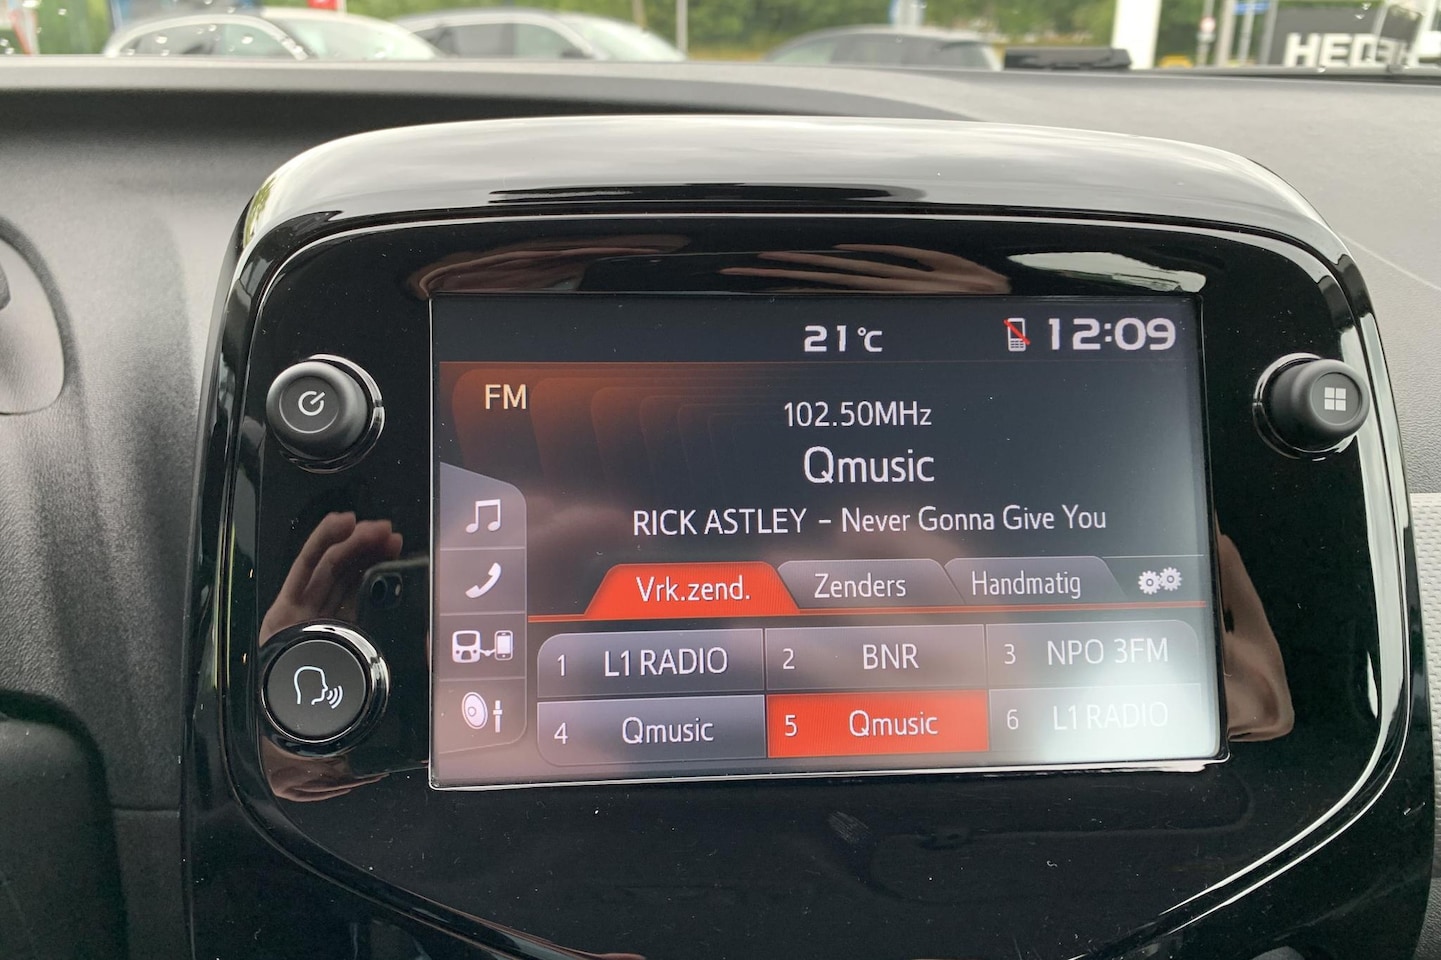 HEDEHE
21°C 12:09
FM
102.50MHz
Qmusic
RICK ASTLEY - Never Gonna Give You
Vrk.zend. Zenders Handmatig
1 L1 RADIO 2 BNR 3 NPO 3FM
4 Qmusic 5 Qmusic 6 L1 RADIO